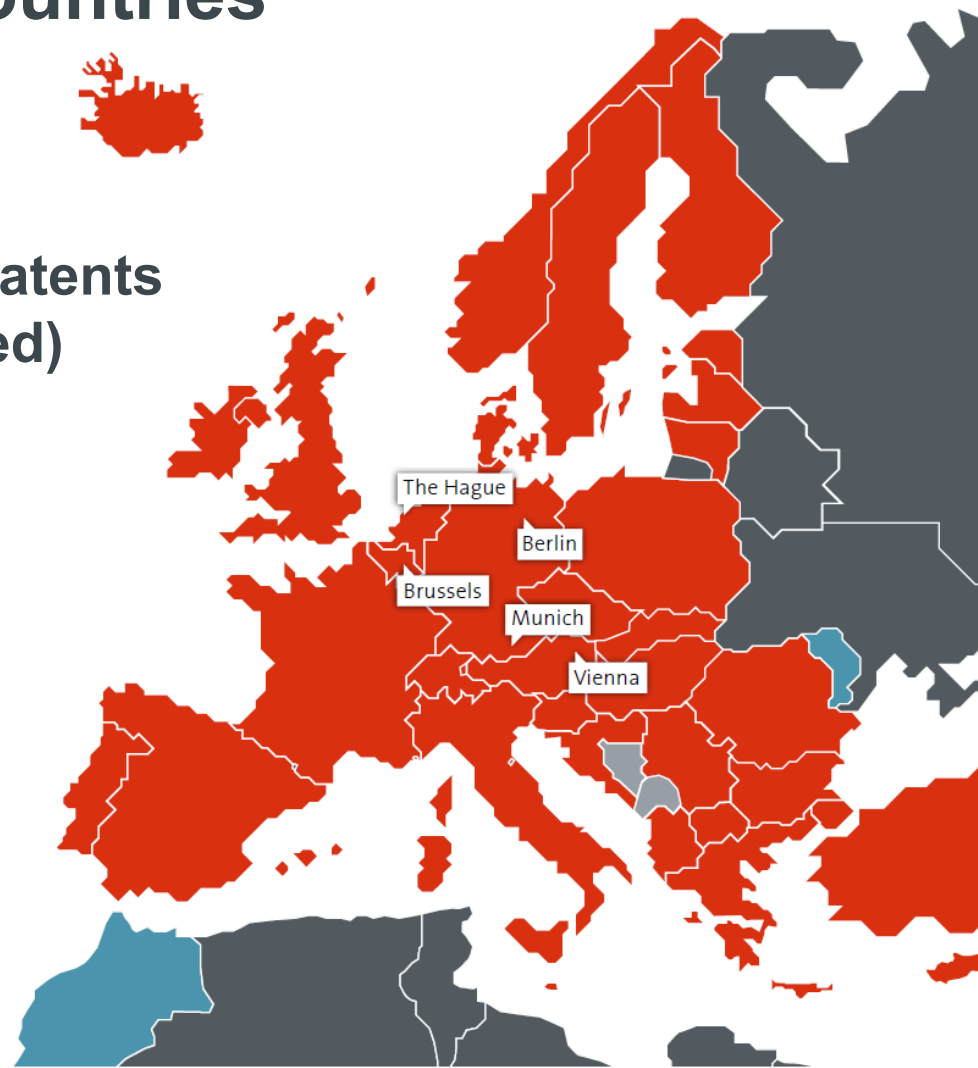 ountries
atents
ed)
The Hague
Berlin
Brussels
Munich
Vienna